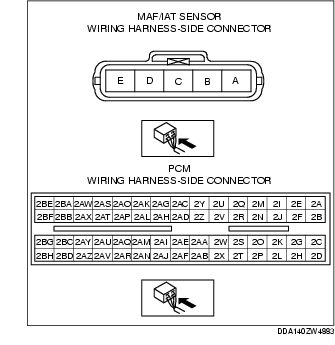 MAF/IAT SENSOR
WIRING HARNESS-SIDE CONNECTOR
E D C B A
PCM
WIRING HARNESS-SIDE CONNECTOR
2BE 2BA 2AW 2AS 2AO 2AK 2AG 2AC 2Y 2U 2Q 2M 2I 2E 2A
2BF 2BB 2AX 2AT 2AP 2AL 2AH 2AD 2Z 2V 2R 2N 2J 2F 2B
2BG 2BC 2AY 2AU 2AQ 2AM 2AI 2AE 2AA 2W 2S 2O 2K 2G 2C
2BH 2BD 2AZ 2AV 2AR 2AN 2AJ 2AF 2AB 2X 2T 2P 2L 2H 2D
DDA140ZW4883